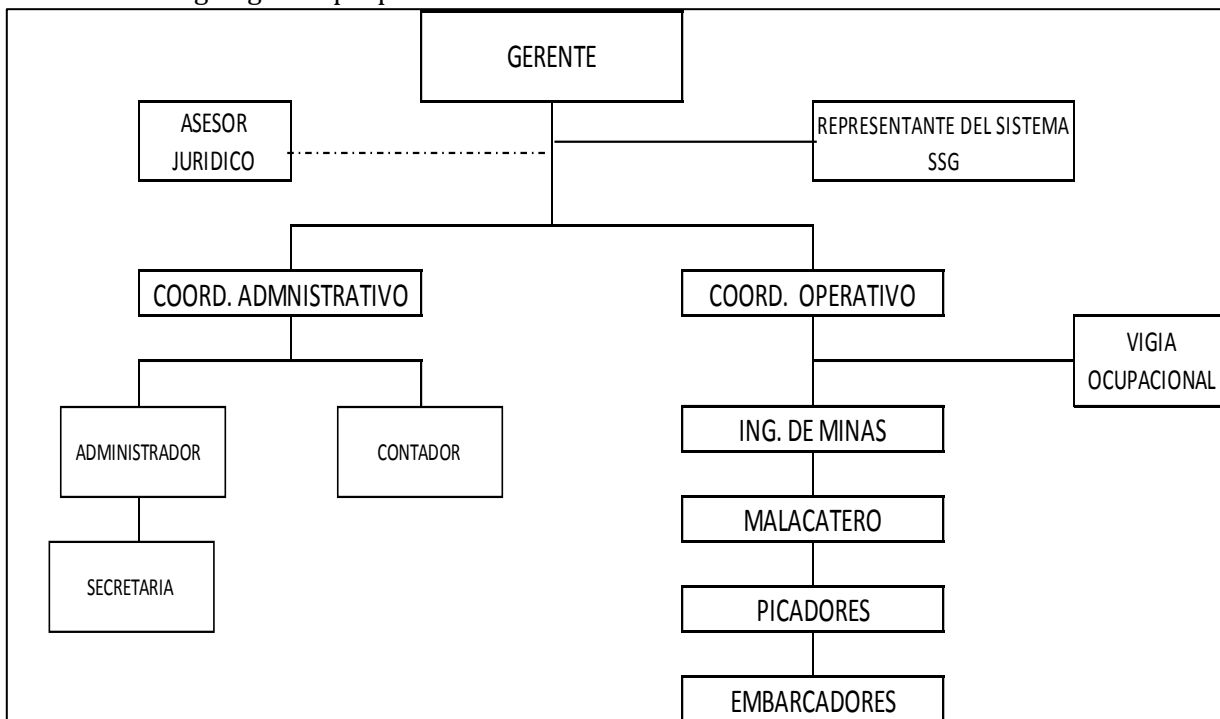 GERENTE
ASESOR
JURIDICO
REPRESENTANTE DEL SISTEMA
SSG
COORD. ADMNISTRATIVO
COORD. OPERATIVO
VIGIA
OCUPACIONAL
ADMINISTRADOR
CONTADOR
ING. DE MINAS
MALACATERO
SECRETARIA
PICADORES
EMBARCADORES